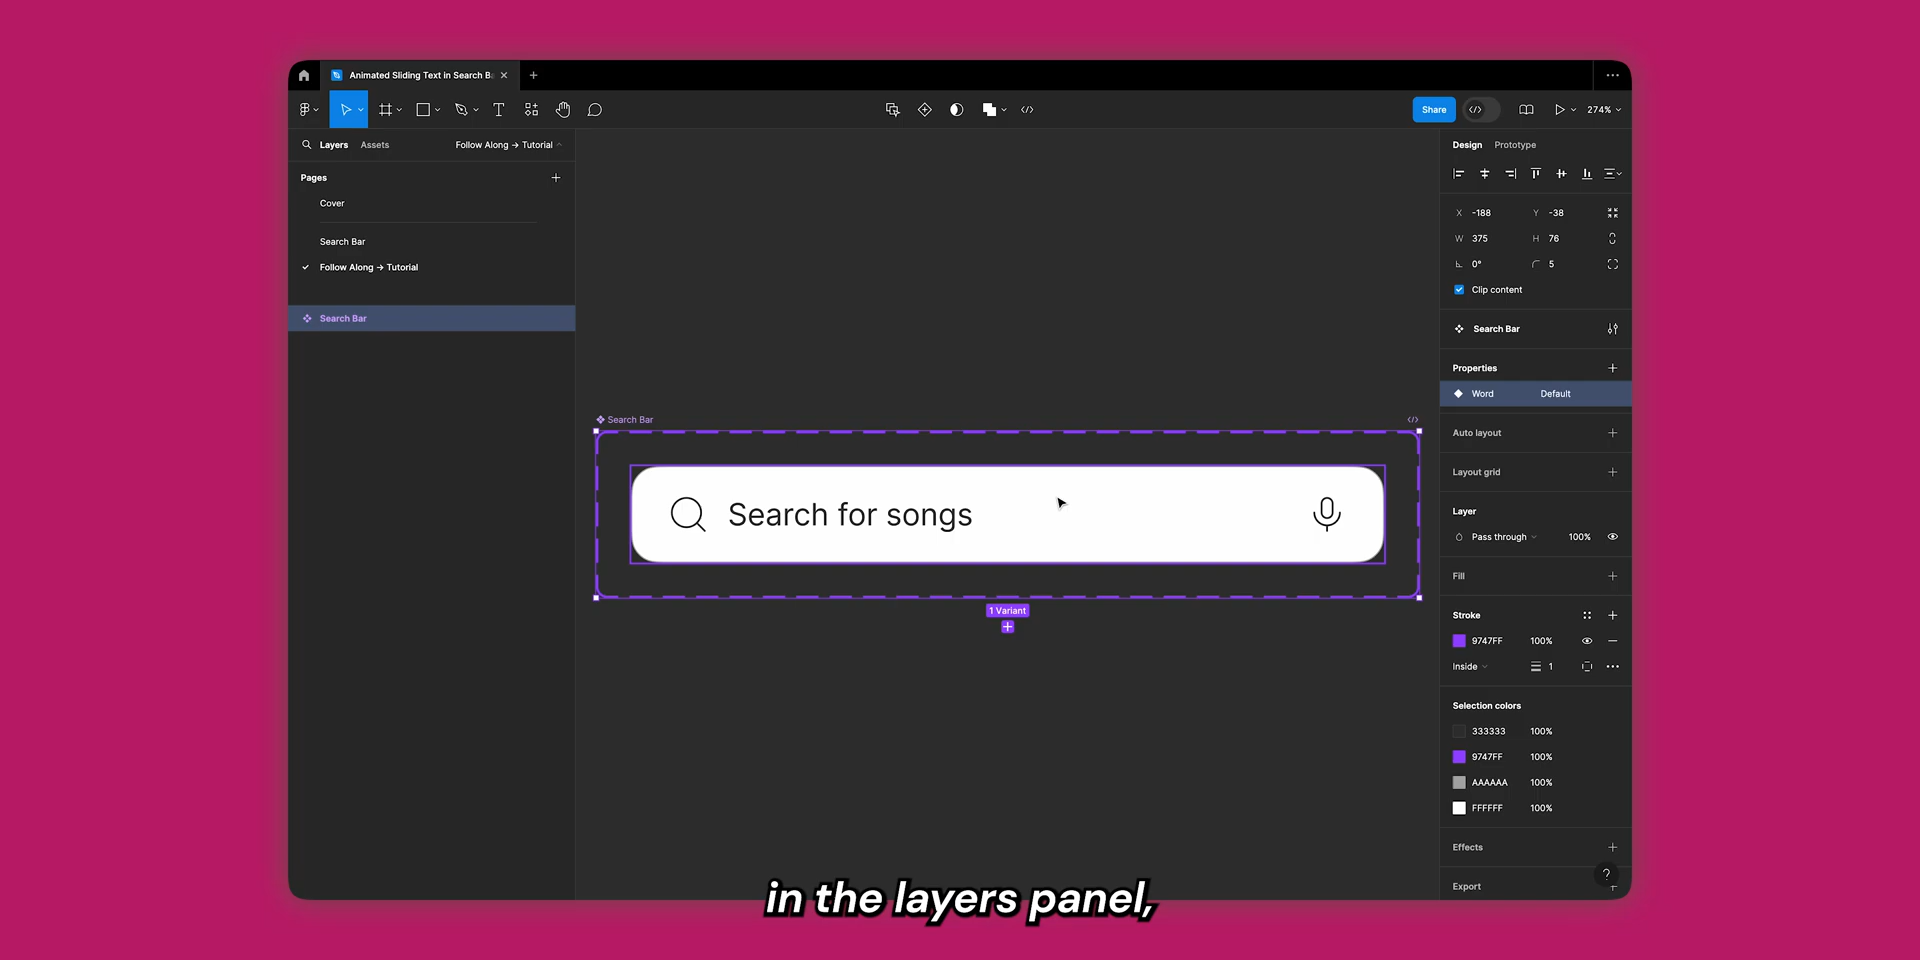 Animated Sliding Text in Search Ba
Share
274%
Layers
Assets
Follow Along → Tutorial
Design
Prototype
Pages
Cover
Search Bar
Follow Along → Tutorial
Search Bar
X -188
Y -38
W 375
H 76
0°
5
Clip content
Search Bar
Properties
Word
Default
Auto layout
Layout grid
Layer
Pass through
100%
Fill
Stroke
9747FF 100%
Inside
1
Selection colors
333333 100%
9747FF 100%
AAAAAA 100%
FFFFFF 100%
Effects
Export
?
Search Bar
Search for songs
1 Variant
in the layers panel,